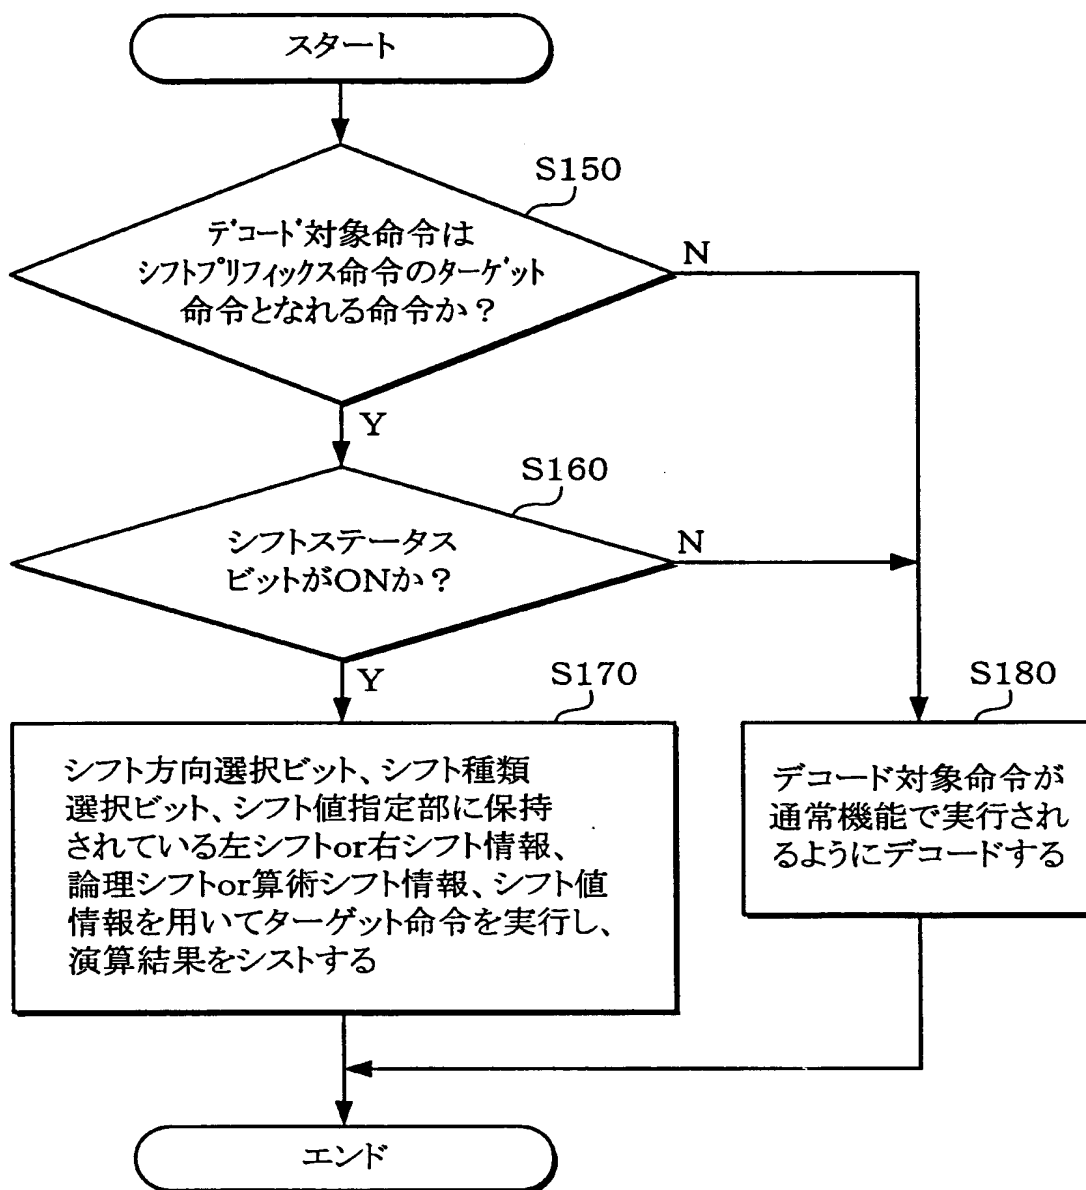 スタート
S150
デコード対象命令は
シフトプリフィックス命令のターゲット
命令となれる命令か？
N
Y
S160
シフトステータス
ビットがONか？
N
Y
S170
シフト方向選択ビット、シフト種類
選択ビット、シフト値指定部に保持
されている左シフトor右シフト情報、
論理シフトor算術シフト情報、シフト値
情報を用いてターゲット命令を実行し、
演算結果をシストする
S180
デコード対象命令が
通常機能で実行され
るようにデコードする
エンド